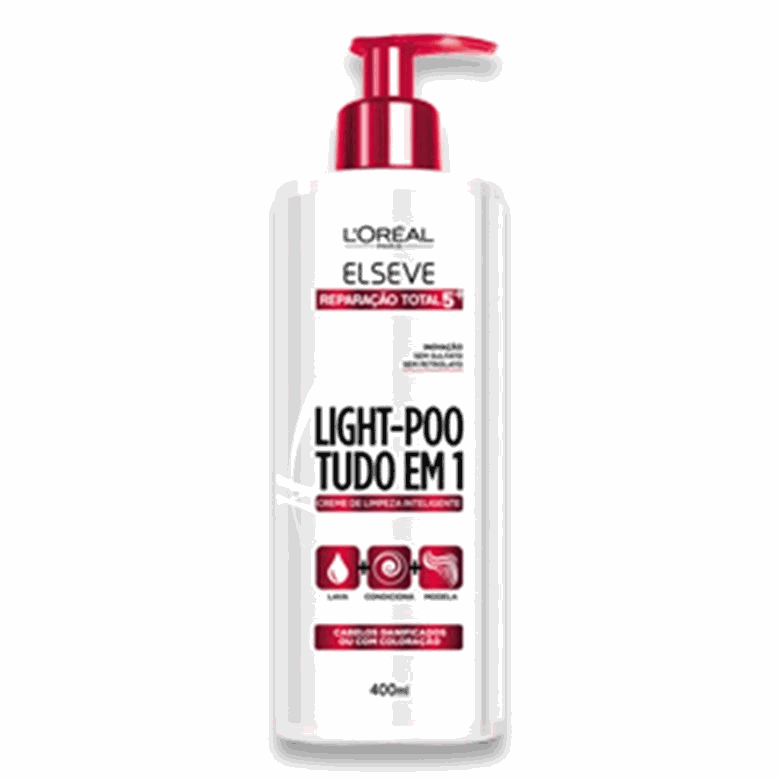 L'ORÉAL
PARIS
ELSEVE
REPARAÇÃO TOTAL 5+
INOVAÇÃO
SEM SULFATO
SEM PETROLATO
LIGHT-POO
TUDO EM 1
CREME DE LIMPEZA INTELIGENTE
+ +
LAVA CONDICIONA MODELA
CABELOS DANIFICADOS
OU COM COLORAÇÃO
400ml